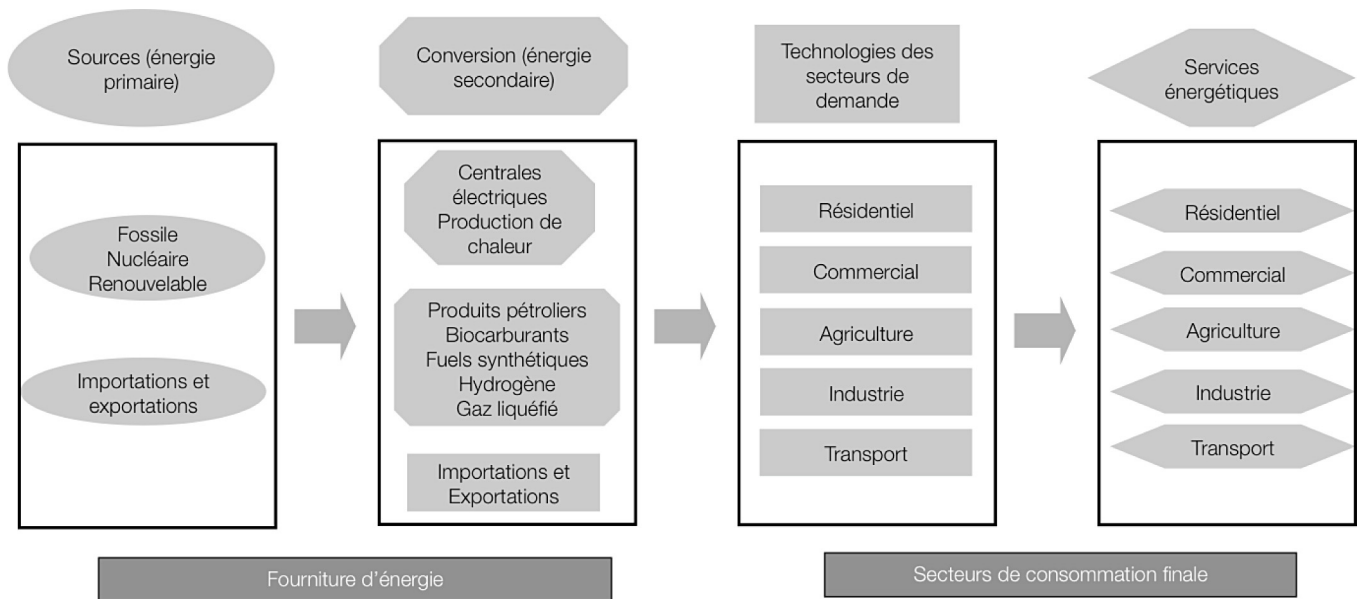 Sources (énergie
primaire)
Conversion (énergie
secondaire)
Technologies des
secteurs de
demande
Services
énergétiques
Fossile
Nucléaire
Renouvelable
Importations et
exportations
Centrales
électriques
Production de
chaleur
Produits pétroliers
Biocarburants
Fuels synthétiques
Hydrogène
Gaz liquéfié
Importations et
Exportations
Résidentiel
Commercial
Agriculture
Industrie
Transport
Résidentiel
Commercial
Agriculture
Industrie
Transport
Fourniture d'énergie
Secteurs de consommation finale